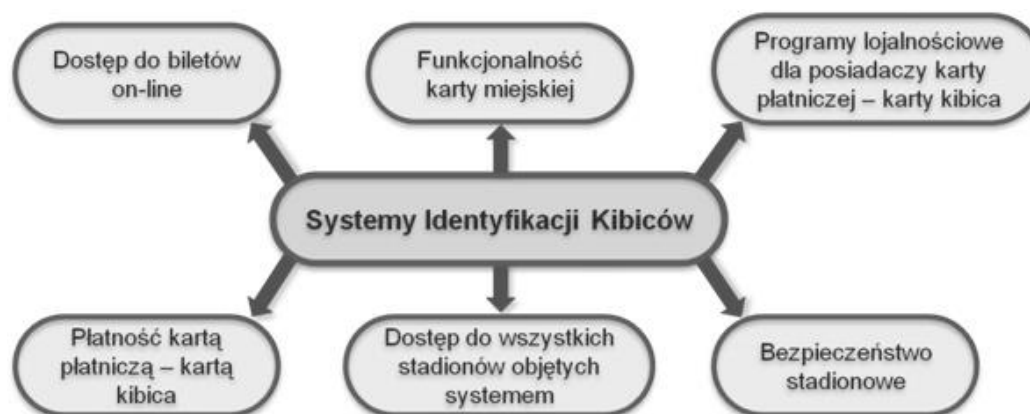 Dostęp do biletów
on-line
Funkcjonalność
karty miejskiej
Programy lojalnościowe
dla posiadaczy karty
płatniczej – karty kibica
Systemy Identyfikacji Kibiców
Płatność kartą
płatniczą – kartą
kibica
Dostęp do wszystkich
stadionów objętych
systemem
Bezpieczeństwo
stadionowe